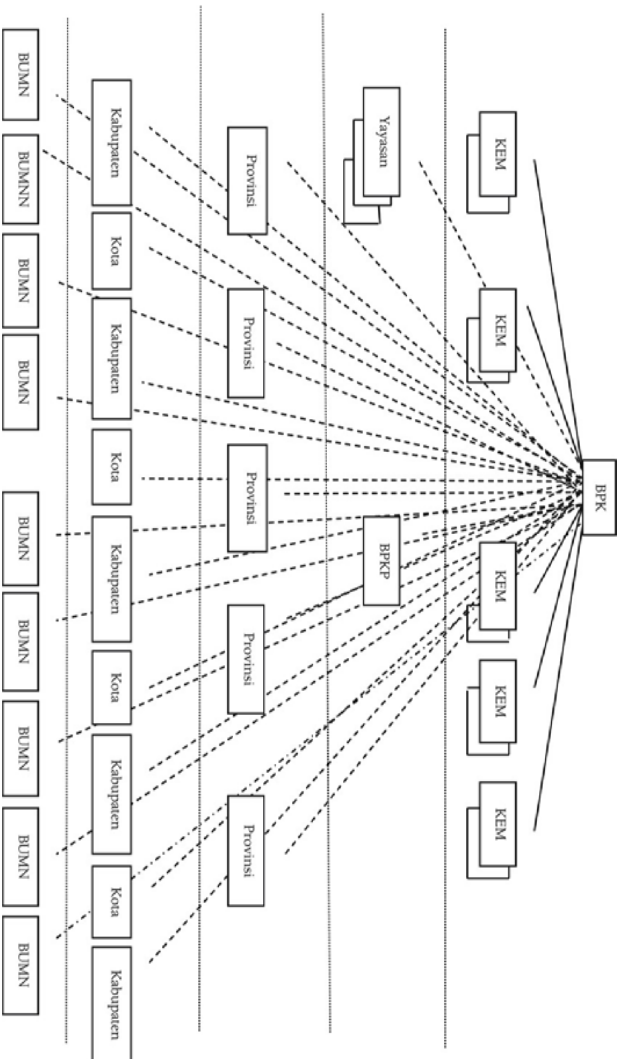 BPK
KEM
KEM
KEM
KEM
KEM
Yayasan
BPKP
Provinsi
Provinsi
Provinsi
Provinsi
Provinsi
Kabupaten
Kota
Kabupaten
Kota
Kabupaten
Kota
Kabupaten
Kota
Kabupaten
BUMN
BUMNN
BUMN
BUMN
BUMN
BUMN
BUMN
BUMN
BUMN